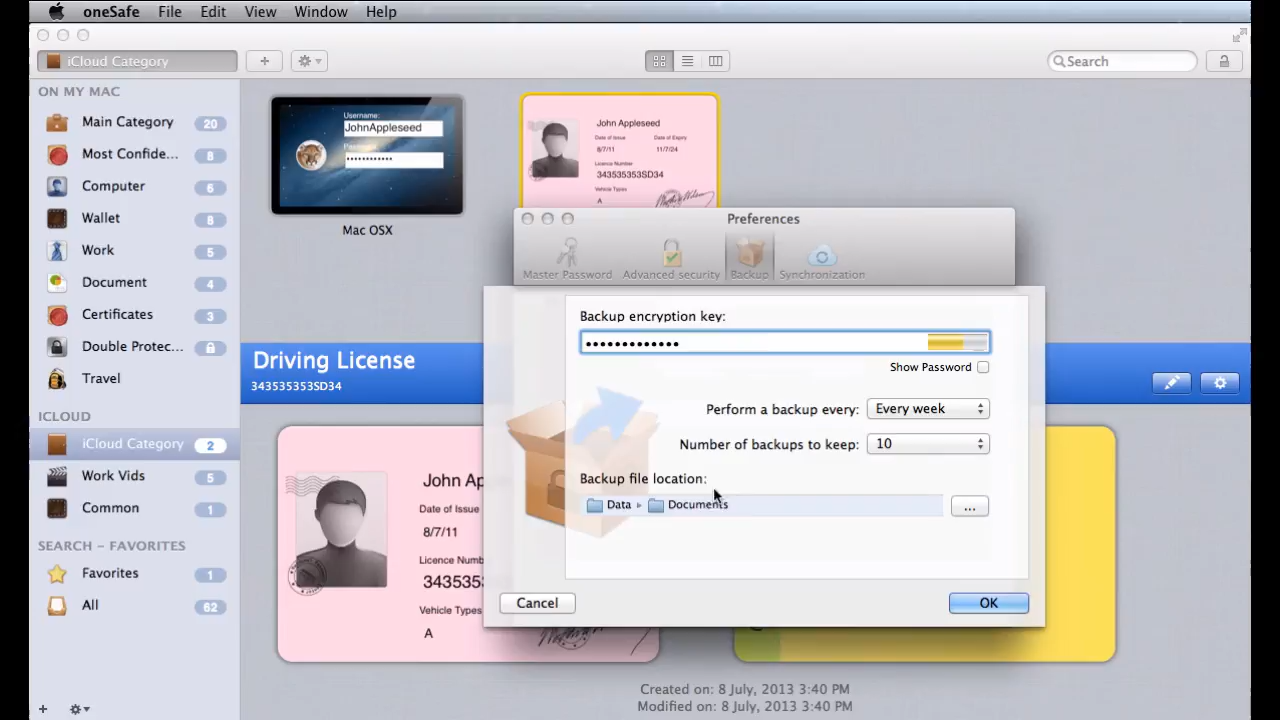 oneSafe File Edit View Window Help
iCloud Category
Search
ON MY MAC
Main Category 20
Most Confide... 8
Computer 6
Wallet 8
Work 5
Document 4
Certificates 3
Double Protec...
Travel
ICLOUD
iCloud Category 2
Work Vids 5
Common 1
SEARCH – FAVORITES
Favorites 1
All 62
Username:
JohnAppleseed
Password:
Mac OSX
John Appleseed
Date of Issue Date of Expiry
8/7/11 11/7/24
Licence Number
343535353SD34
Vehicle Types
A
Preferences
Master Password Advanced security Backup Synchronization
Backup encryption key:
•••••••••••••
Show Password
Perform a backup every: Every week
Number of backups to keep: 10
Backup file location:
Data ▸ Documents
...
Cancel OK
Driving License
343535353SD34
John Ap
Date of Issue
8/7/11
Licence Numb
3435353
Vehicle Types
A
Created on: 8 July, 2013 3:40 PM
Modified on: 8 July, 2013 3:40 PM